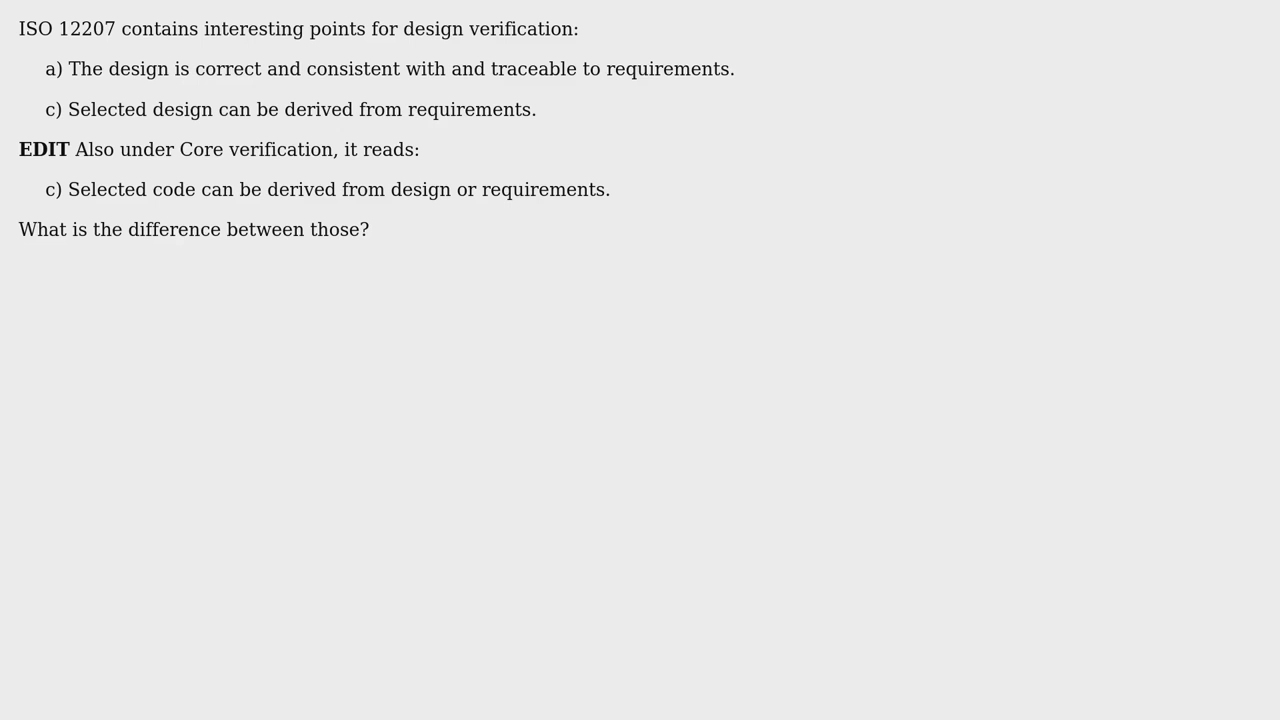 ISO 12207 contains interesting points for design verification:
a) The design is correct and consistent with and traceable to requirements.
c) Selected design can be derived from requirements.
EDIT Also under Core verification, it reads:
c) Selected code can be derived from design or requirements.
What is the difference between those?